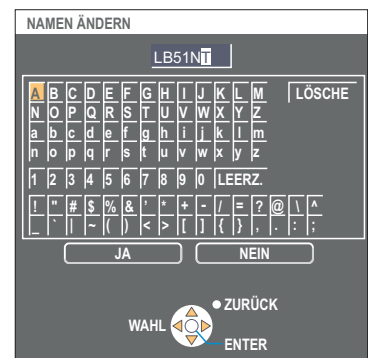 NAMEN ÄNDERN
LB51NT
A B C D E F G H I J K L M LÖSCHE
N O P Q R S T U V W X Y Z
a b c d e f g h i j k l m
n o p q r s t u v w x y z
1 2 3 4 5 6 7 8 9 0 LEERZ.
! " # $ % & ' * + - / = ? @ \ ^
_ ` | ~ ( ) < > [ ] { } , . : ;
JA NEIN
ZURÜCK
WAHL
ENTER